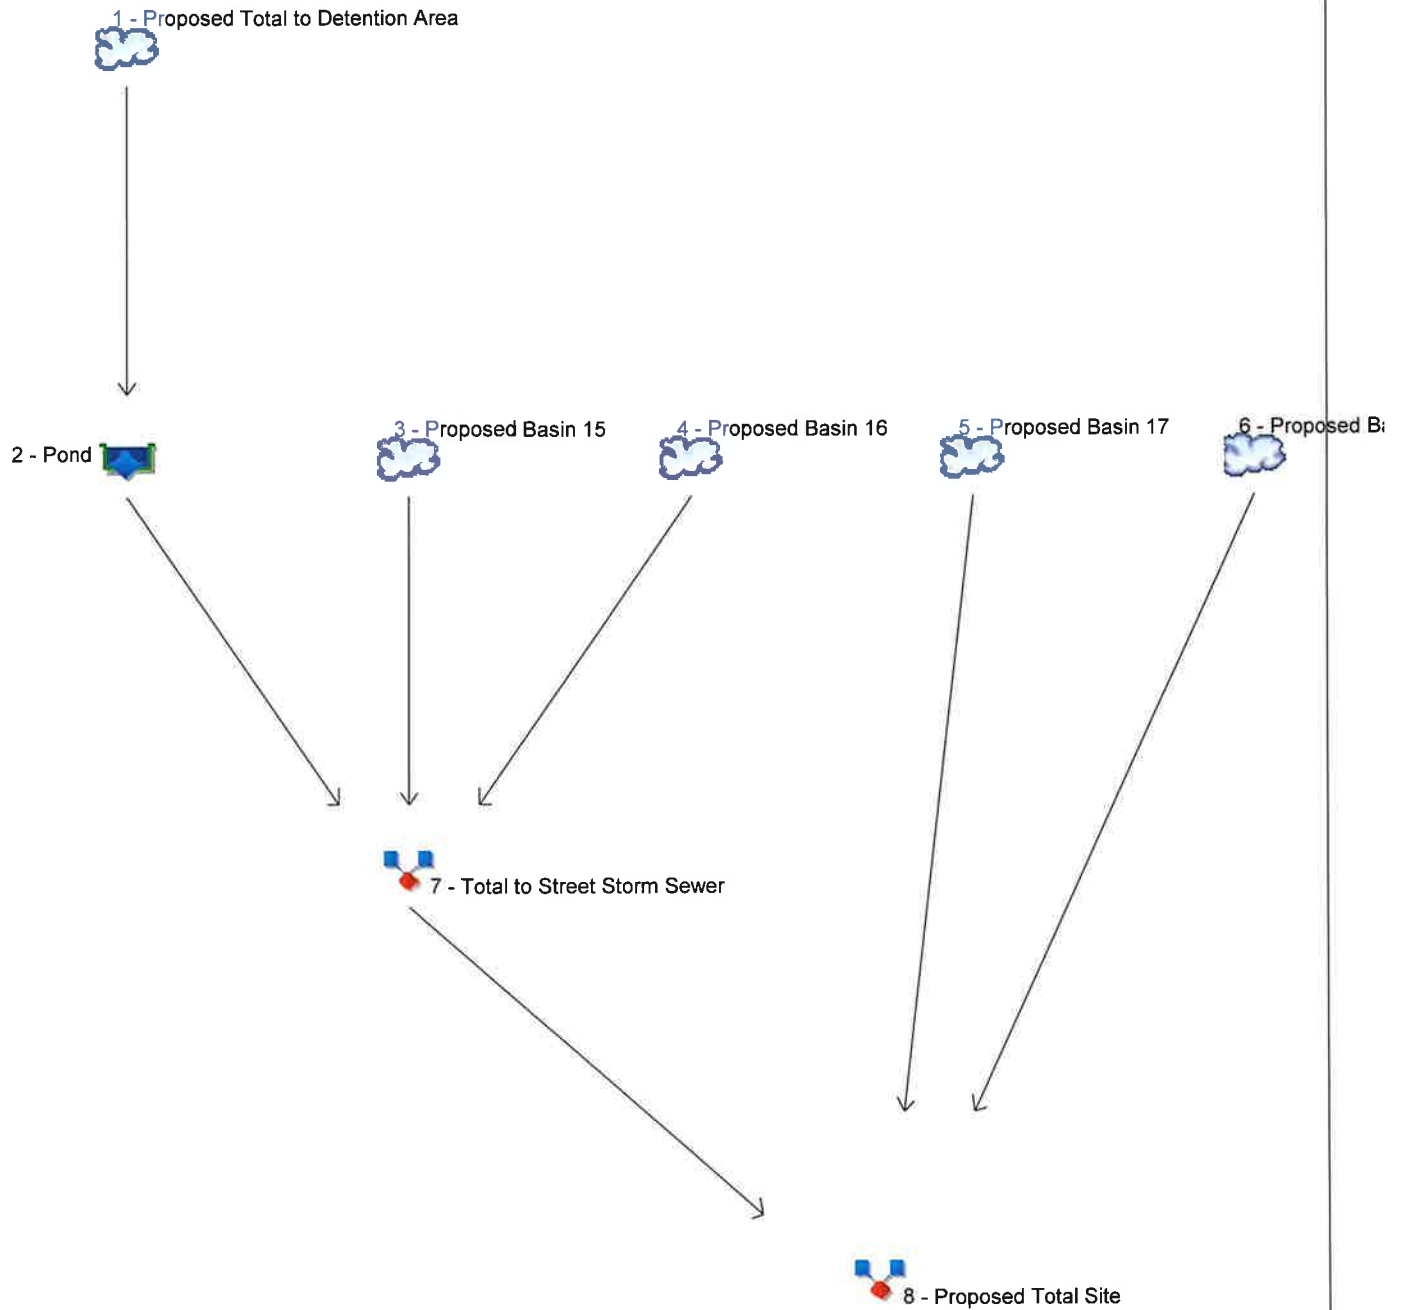 1 - Proposed Total to Detention Area
2 - Pond
3 - Proposed Basin 15
4 - Proposed Basin 16
5 - Proposed Basin 17
6 - Proposed
7 - Total to Street Storm Sewer
8 - Proposed Total Site